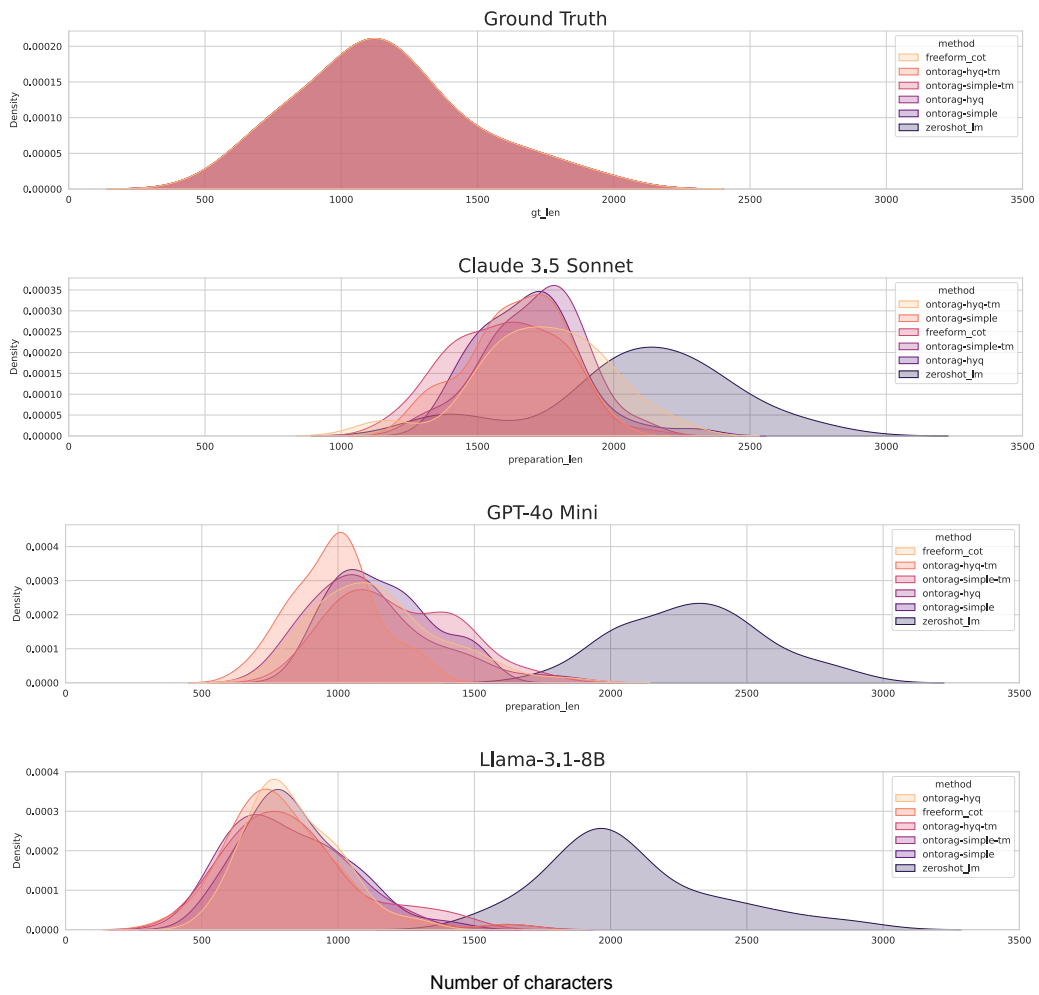 Ground Truth
Density
0.00020
0.00015
0.00010
0.00005
0.00000
method
freeform_cot
ontorag-hyq-tm
ontorag-simple-tm
ontorag-hyq
ontorag-simple
zeroshot_lm
0 500 1000 1500 2000 2500 3000 3500
gt_len
Claude 3.5 Sonnet
Density
0.00035
0.00030
0.00025
0.00020
0.00015
0.00010
0.00005
0.00000
method
ontorag-hyq-tm
ontorag-simple
freeform_cot
ontorag-simple-tm
ontorag-hyq
zeroshot_lm
0 500 1000 1500 2000 2500 3000 3500
preparation_len
GPT-4o Mini
Density
0.0004
0.0003
0.0002
0.0001
0.0000
method
freeform_cot
ontorag-hyq-tm
ontorag-simple-tm
ontorag-hyq
ontorag-simple
zeroshot_lm
0 500 1000 1500 2000 2500 3000 3500
preparation_len
Llama-3.1-8B
Density
0.0004
0.0003
0.0002
0.0001
0.0000
method
ontorag-hyq
freeform_cot
ontorag-hyq-tm
ontorag-simple-tm
ontorag-simple
zeroshot_lm
0 500 1000 1500 2000 2500 3000 3500
Number of characters